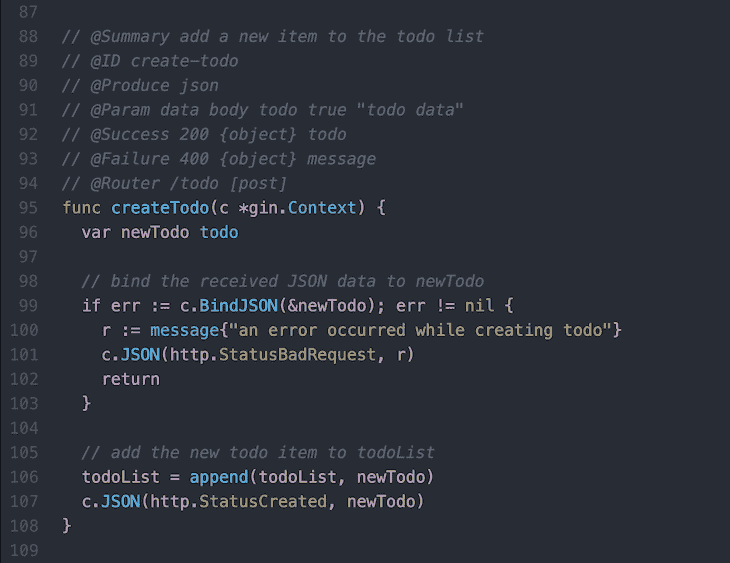 87
88 // @Summary add a new item to the todo list
89 // @ID create-todo
90 // @Produce json
91 // @Param data body todo true "todo data"
92 // @Success 200 {object} todo
93 // @Failure 400 {object} message
94 // @Router /todo [post]
95 func createTodo(c *gin.Context) {
96   var newTodo todo
97
98   // bind the received JSON data to newTodo
99   if err := c.BindJSON(&newTodo); err != nil {
100     r := message{"an error occurred while creating todo"}
101     c.JSON(http.StatusBadRequest, r)
102     return
103   }
104
105   // add the new todo item to todoList
106   todoList = append(todoList, newTodo)
107   c.JSON(http.StatusCreated, newTodo)
108 }
109